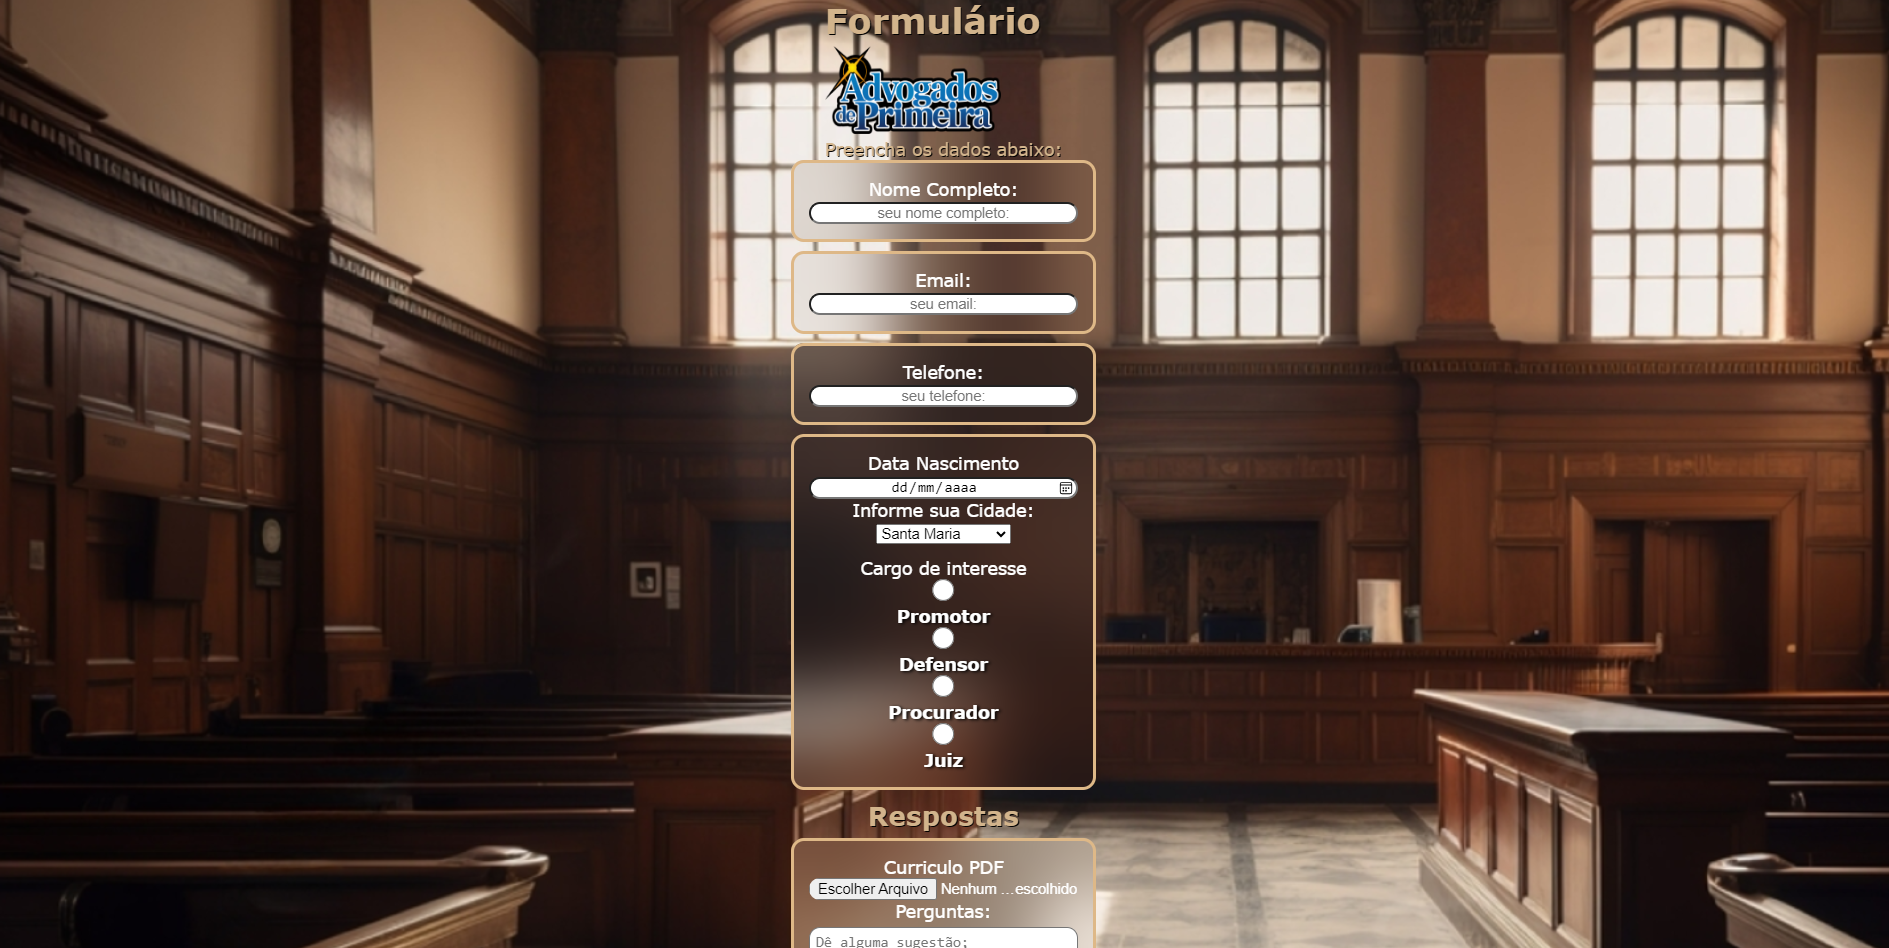 Formulário
Advogados
de Primeira
Preencha os dados abaixo:
Nome Completo:
seu nome completo:
Email:
seu email:
Telefone:
seu telefone:
Data Nascimento
dd/mm/aaaa
Informe sua Cidade:
Santa Maria
Cargo de interesse
Promotor
Defensor
Procurador
Juiz
Respostas
Curriculo PDF
Escolher Arquivo Nenhum ...escolhido
Perguntas:
Dê alguma sugestão;